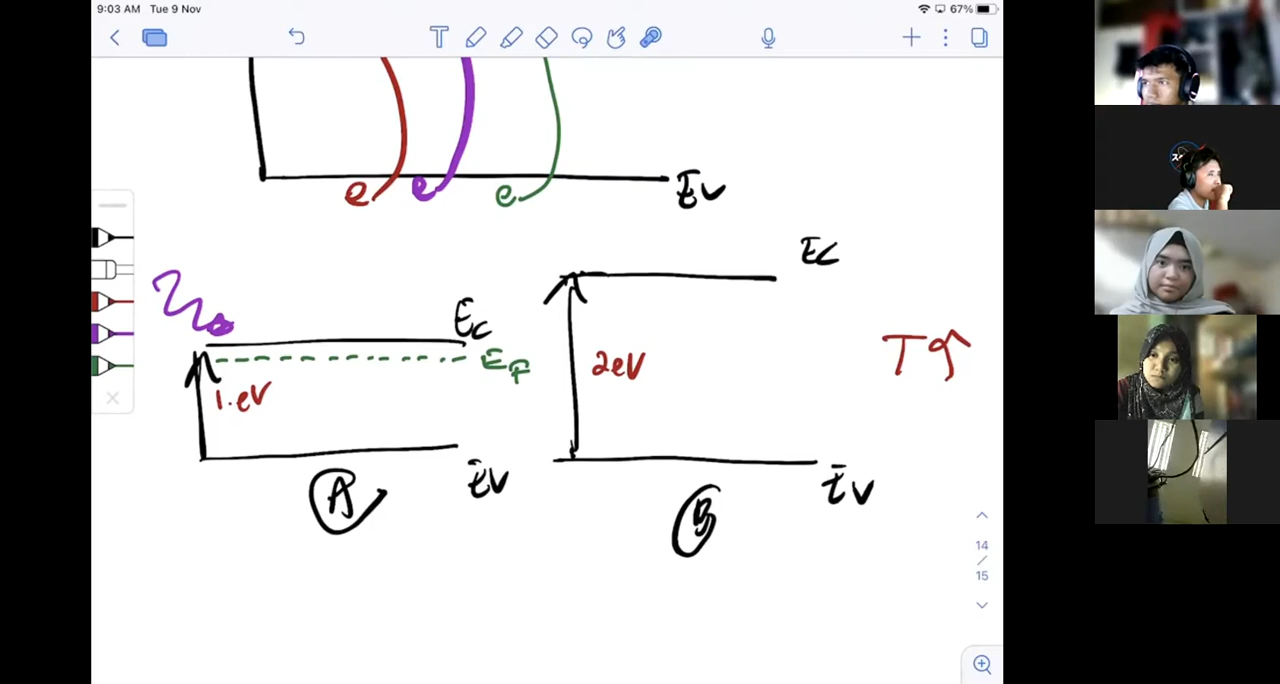 9:03 AM Tue 9 Nov
67%
T
e e e
Ev
Ec
Ec
EF
1.eV
2eV
T↑
Ev
Ev
A
B
14
/
15